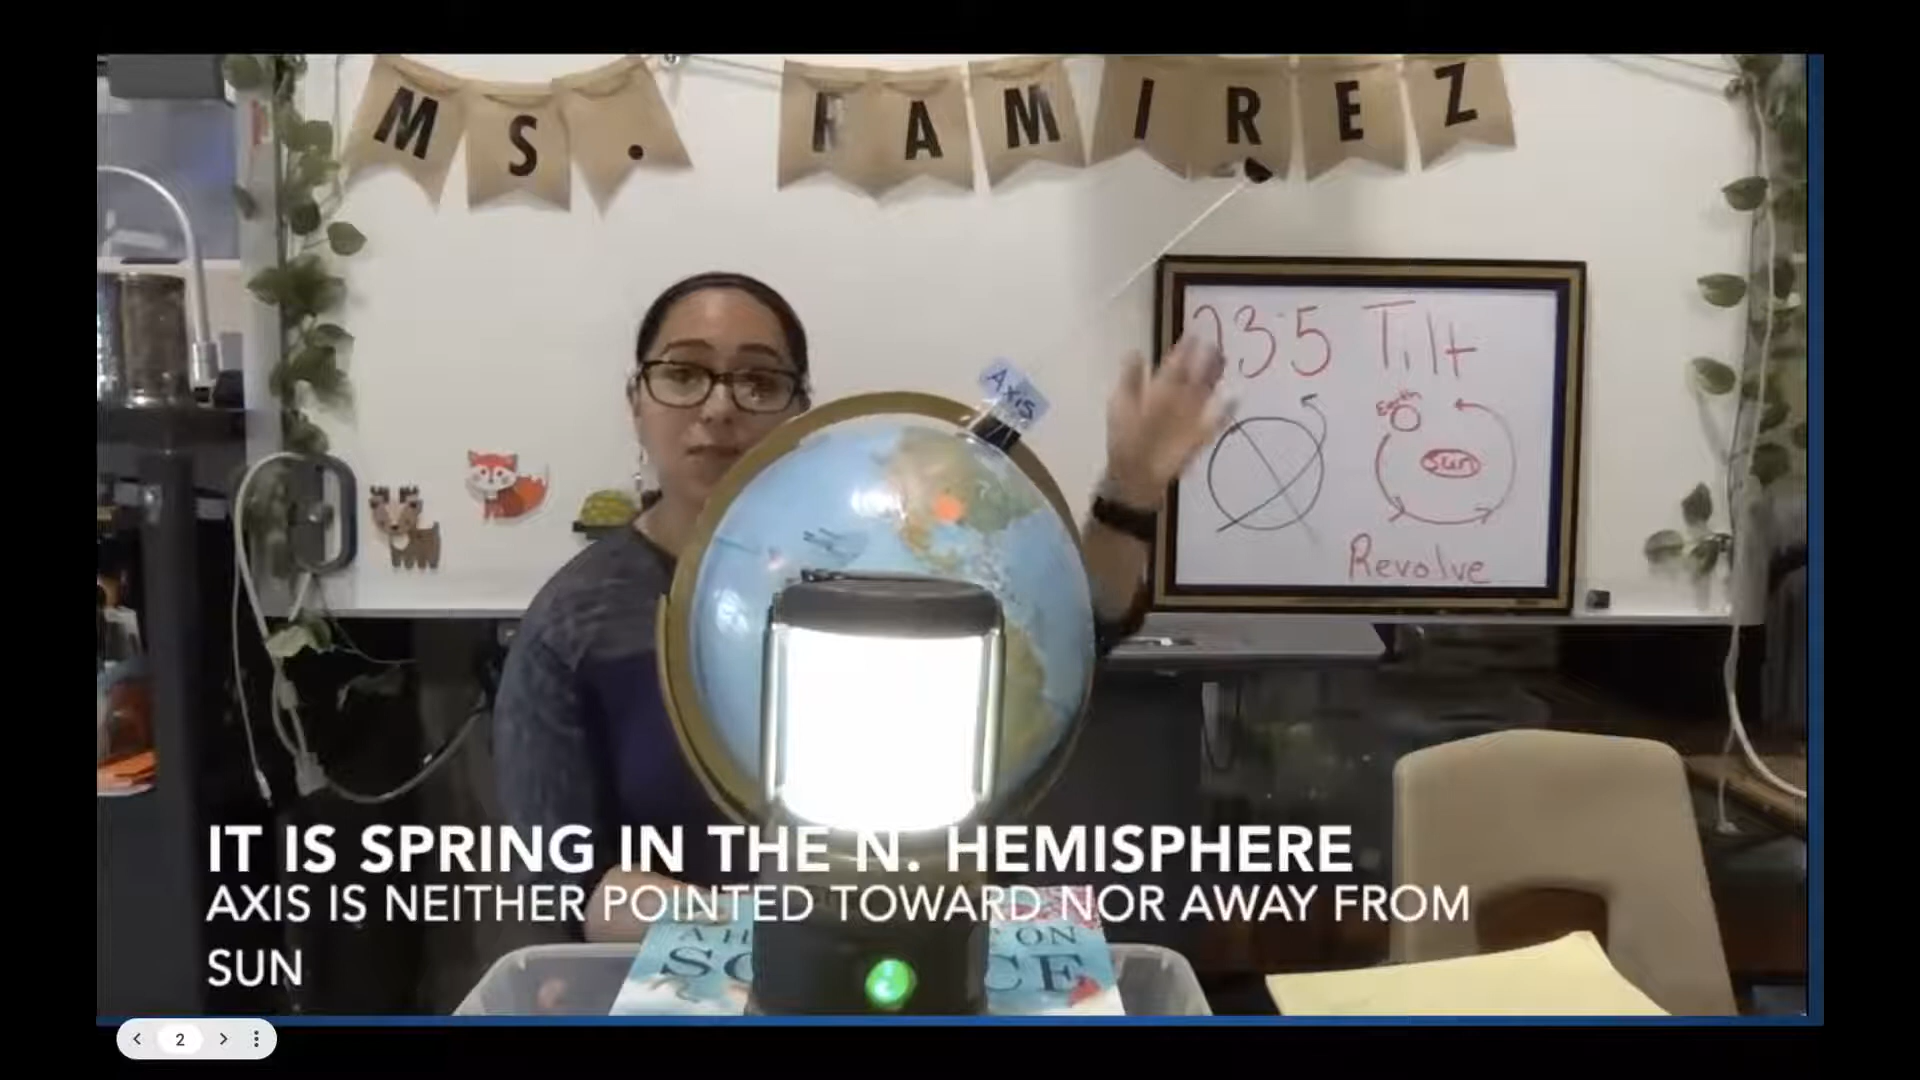 MS. RAMIREZ
Axis
23.5 Tilt
Earth
Sun
Revolve
IT IS SPRING IN THE N. HEMISPHERE
AXIS IS NEITHER POINTED TOWARD NOR AWAY FROM
SUN
ON
2